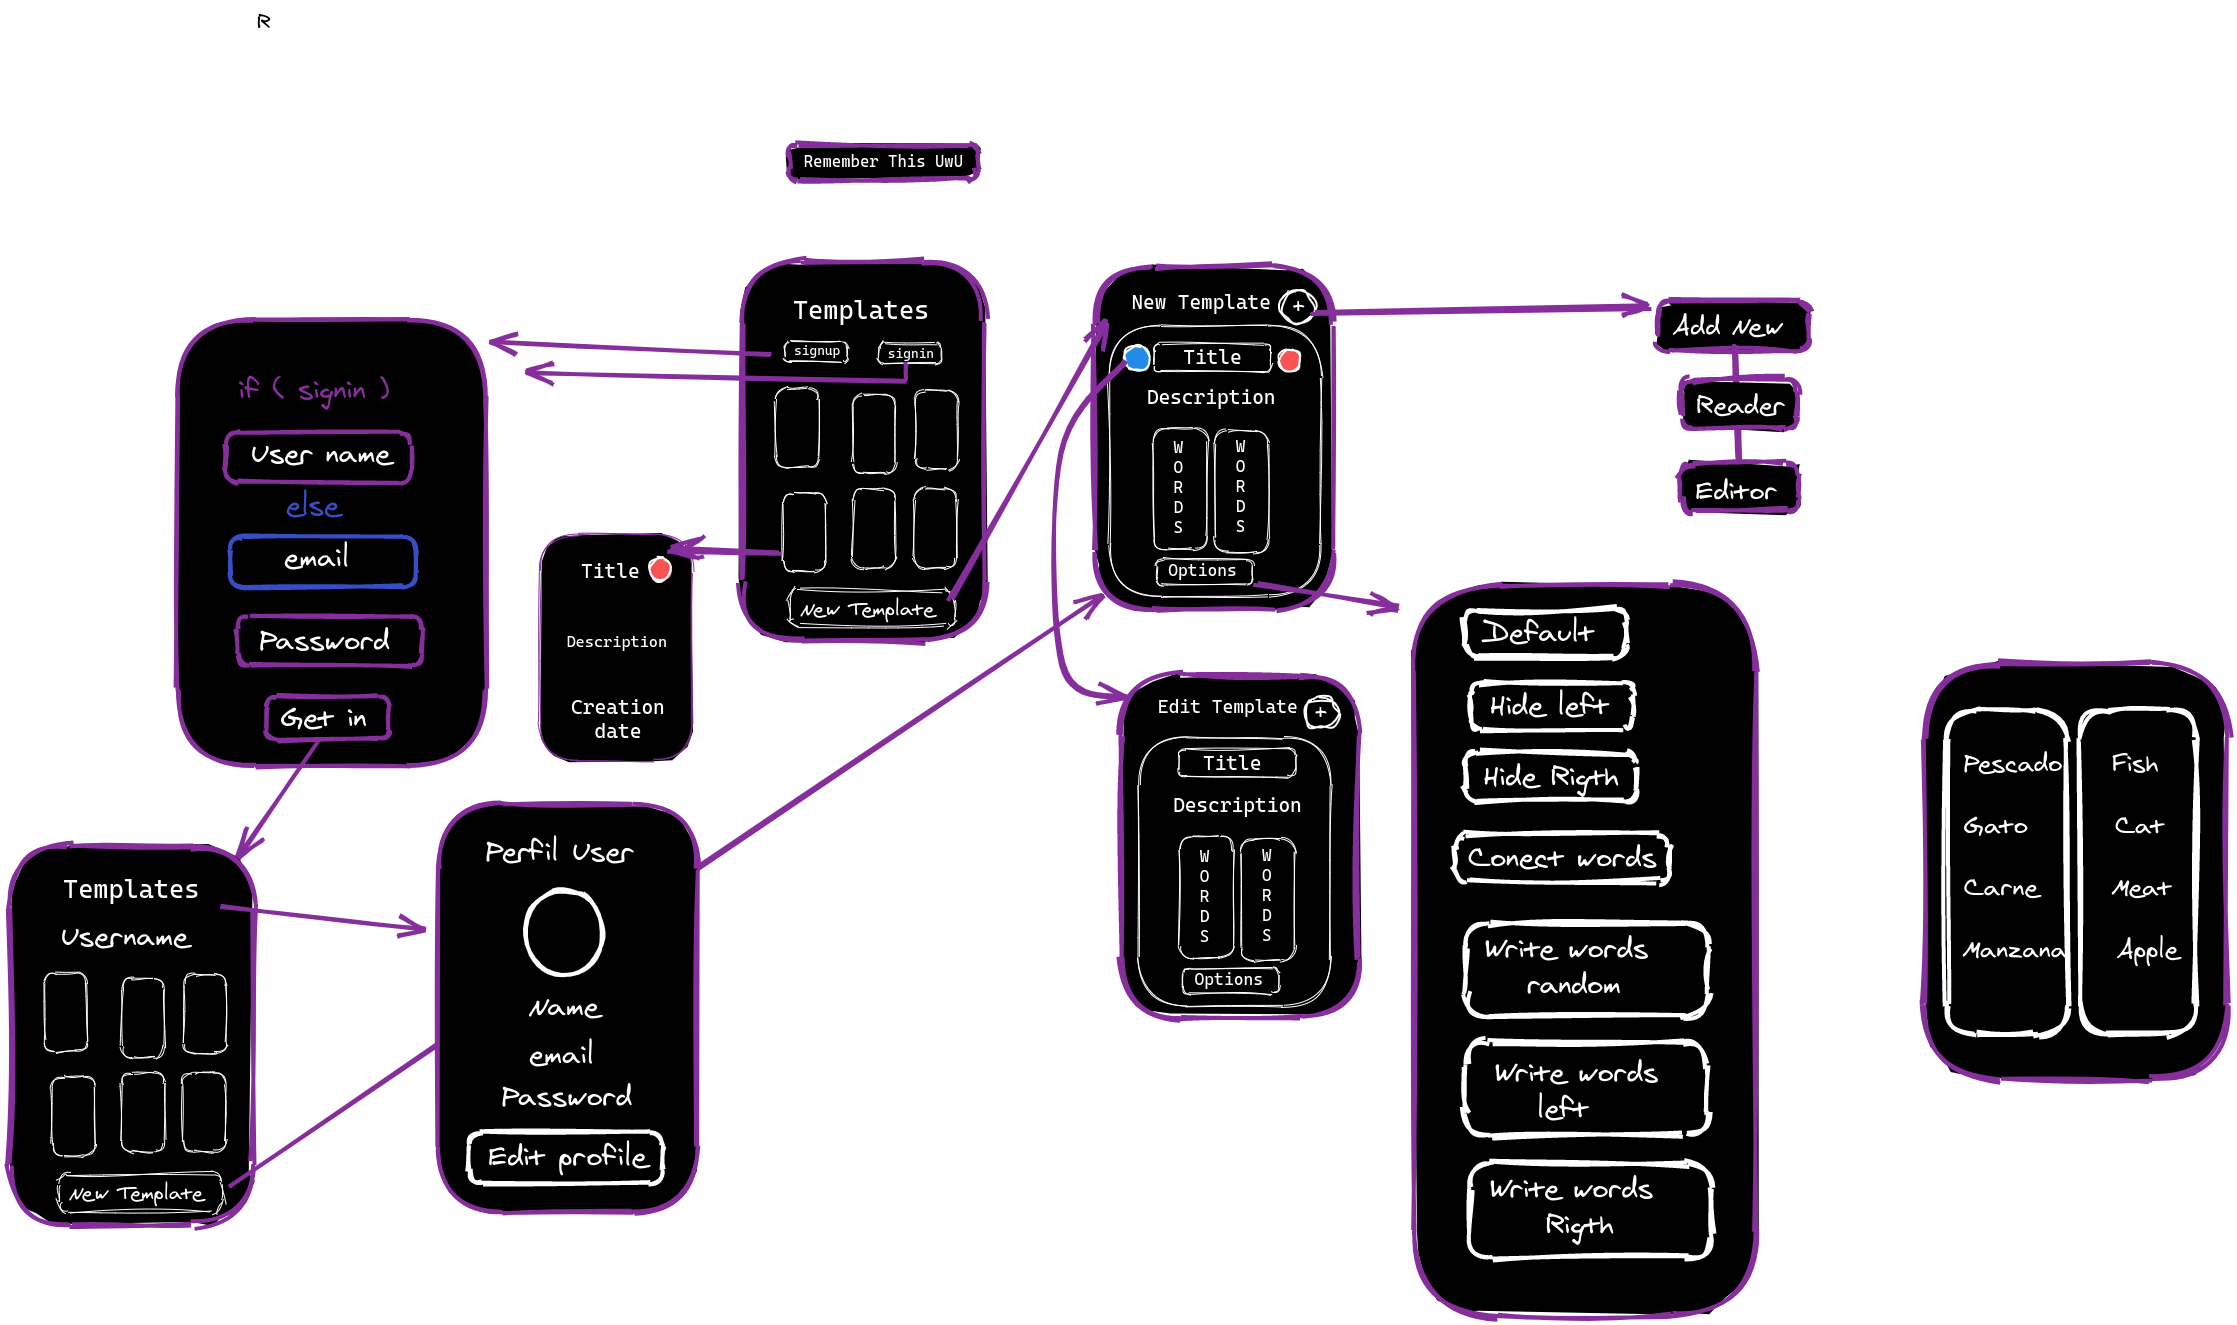 R
Remember This UwU
if ( signin )
User name
else
email
Password
Get in
Templates
signup
signin
New Template
Title
Description
Creation
date
New Template
+
Title
Description
W
O
R
D
S
W
O
R
D
S
Options
Add New
Reader
Editor
Edit Template
+
Title
Description
W
O
R
D
S
W
O
R
D
S
Options
Templates
Username
New Template
Perfil User
Name
email
Password
Edit profile
Default
Hide left
Hide Rigth
Conect words
Write words
random
Write words
left
Write words
Rigth
Pescado
Gato
Carne
Manzana
Fish
Cat
Meat
Apple